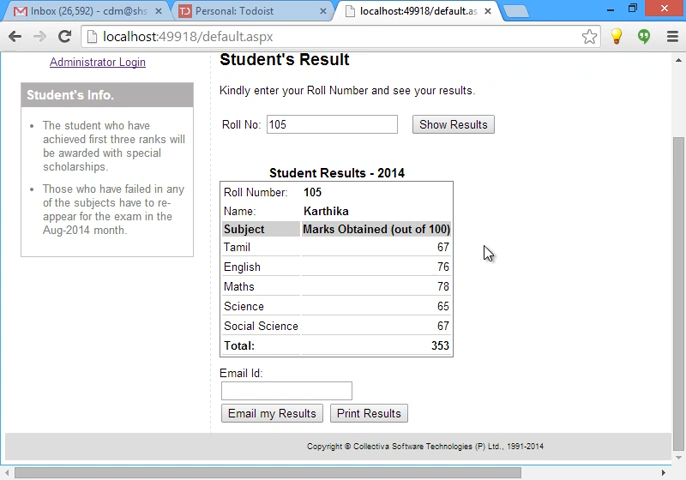 Inbox (26,592) - cdm@shs
Personal: Todoist
localhost:49918/default.as
localhost:49918/default.aspx
Administrator Login
Student's Info.
The student who have
achieved first three ranks will
be awarded with special
scholarships.
Those who have failed in any
of the subjects have to re-
appear for the exam in the
Aug-2014 month.
Student's Result
Kindly enter your Roll Number and see your results.
Roll No: 105 Show Results
Student Results - 2014
Roll Number: 105
Name: Karthika
Subject Marks Obtained (out of 100)
Tamil 67
English 76
Maths 78
Science 65
Social Science 67
Total: 353
Email Id:
Email my Results Print Results
Copyright © Collectiva Software Technologies (P) Ltd., 1991-2014